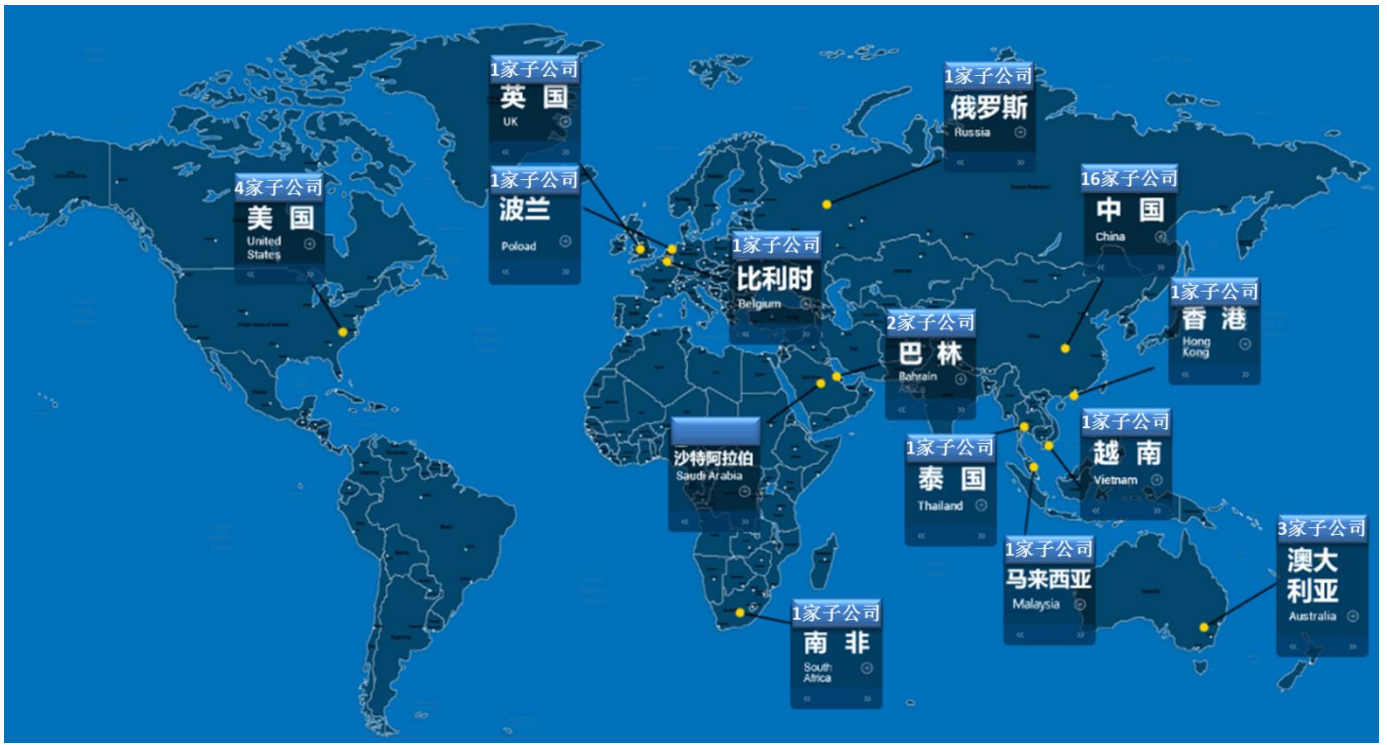 1家子公司
英 国
UK
1家子公司
俄罗斯
Russia
1家子公司
波兰
Poload
4家子公司
美 国
United
States
16家子公司
中 国
China
1家子公司
比利时
Belgium
1家子公司
香 港
Hong
Kong
2家子公司
巴 林
Bahrain
沙特阿拉伯
Saudi Arabia
1家子公司
泰 国
Thailand
1家子公司
越 南
Vietnam
1家子公司
马来西亚
Malaysia
3家子公司
澳大
利亚
Australia
1家子公司
南 非
South
Africa